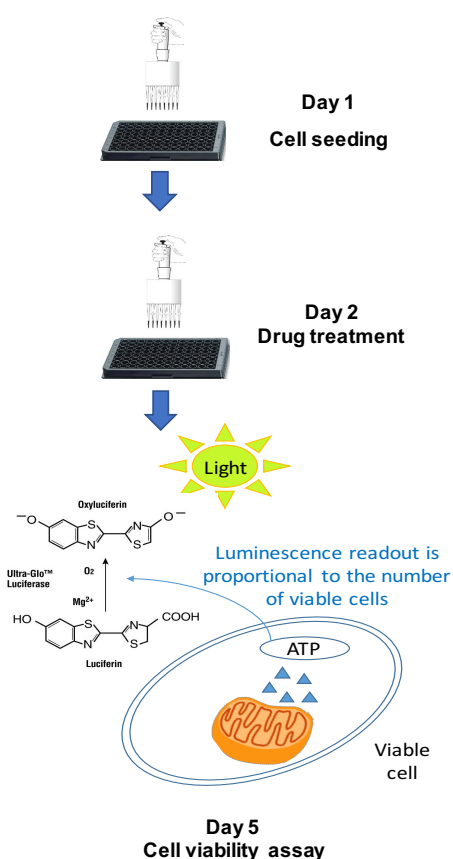 Day 1
Cell seeding
Day 2
Drug treatment
Light
Oxyluciferin
⁻O
S
N
N
S
O⁻
Ultra-Glo™
Luciferase
O₂
Mg²⁺
HO
S
N
N
S
COOH
Luciferin
Luminescence readout is
proportional to the number
of viable cells
ATP
Viable
cell
Day 5
Cell viability assay